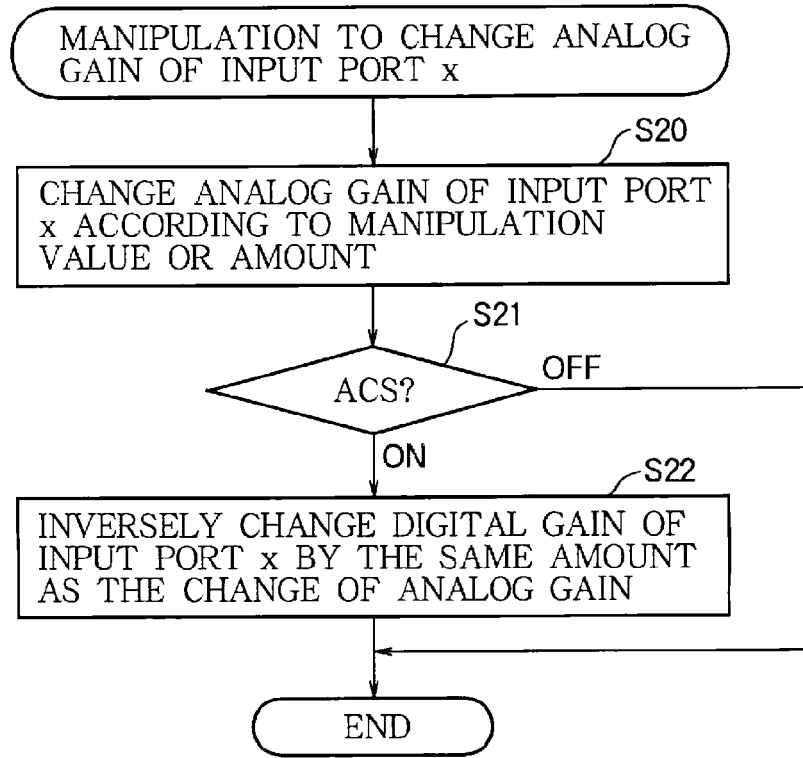 MANIPULATION TO CHANGE ANALOG
GAIN OF INPUT PORT x
S20
CHANGE ANALOG GAIN OF INPUT PORT
x ACCORDING TO MANIPULATION
VALUE OR AMOUNT
S21
ACS?
OFF
ON
S22
INVERSELY CHANGE DIGITAL GAIN OF
INPUT PORT x BY THE SAME AMOUNT
AS THE CHANGE OF ANALOG GAIN
END